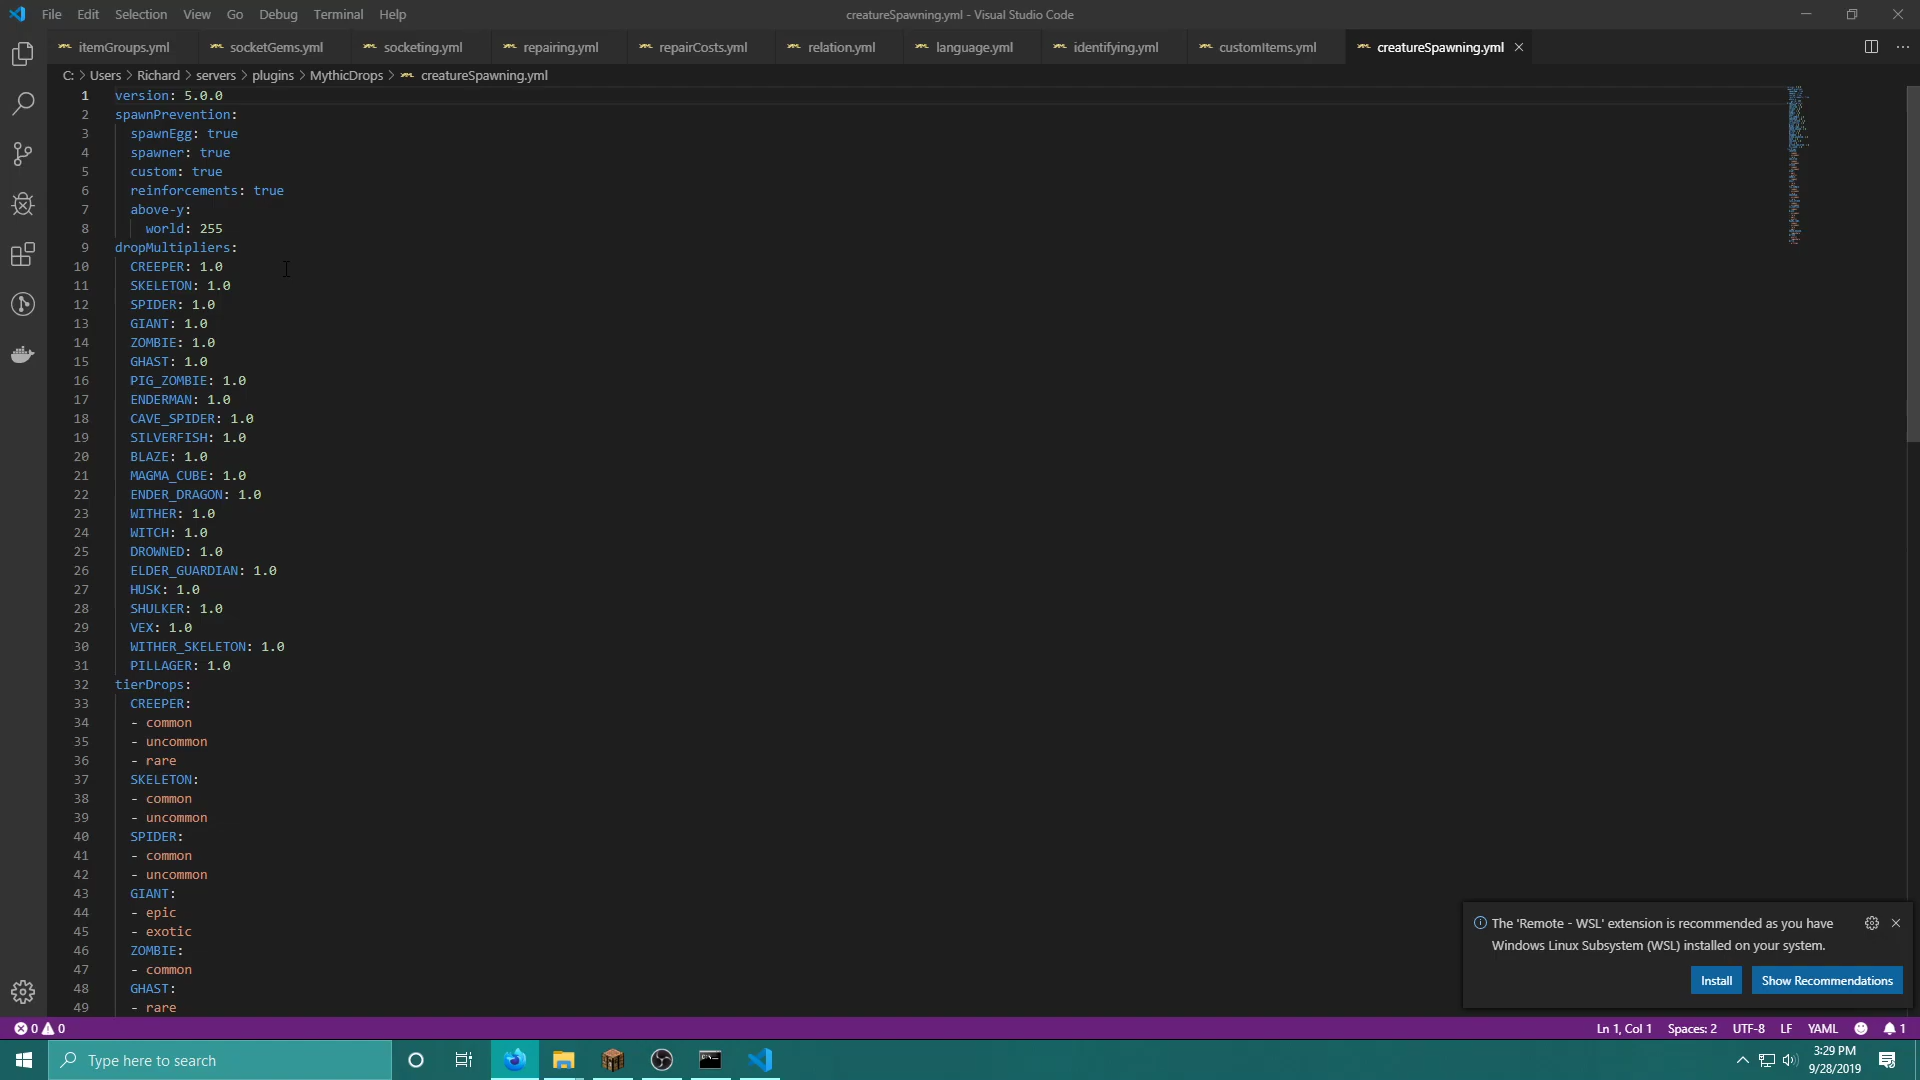 File Edit Selection View Go Debug Terminal Help
creatureSpawning.yml - Visual Studio Code
itemGroups.yml socketGems.yml socketing.yml repairing.yml repairCosts.yml relation.yml language.yml identifying.yml customItems.yml creatureSpawning.yml
C: > Users > Richard > servers > plugins > MythicDrops > creatureSpawning.yml
1 version: 5.0.0
2 spawnPrevention:
3 spawnEgg: true
4 spawner: true
5 custom: true
6 reinforcements: true
7 above-y:
8 world: 255
9 dropMultipliers:
10 CREEPER: 1.0
11 SKELETON: 1.0
12 SPIDER: 1.0
13 GIANT: 1.0
14 ZOMBIE: 1.0
15 GHAST: 1.0
16 PIG_ZOMBIE: 1.0
17 ENDERMAN: 1.0
18 CAVE_SPIDER: 1.0
19 SILVERFISH: 1.0
20 BLAZE: 1.0
21 MAGMA_CUBE: 1.0
22 ENDER_DRAGON: 1.0
23 WITHER: 1.0
24 WITCH: 1.0
25 DROWNED: 1.0
26 ELDER_GUARDIAN: 1.0
27 HUSK: 1.0
28 SHULKER: 1.0
29 VEX: 1.0
30 WITHER_SKELETON: 1.0
31 PILLAGER: 1.0
32 tierDrops:
33 CREEPER:
34 - common
35 - uncommon
36 - rare
37 SKELETON:
38 - common
39 - uncommon
40 SPIDER:
41 - common
42 - uncommon
43 GIANT:
44 - epic
45 - exotic
46 ZOMBIE:
47 - common
48 GHAST:
49 - rare
The 'Remote - WSL' extension is recommended as you have
Windows Linux Subsystem (WSL) installed on your system.
Install Show Recommendations
0 0 Ln 1, Col 1 Spaces: 2 UTF-8 LF YAML 1
Type here to search
3:29 PM
9/28/2019